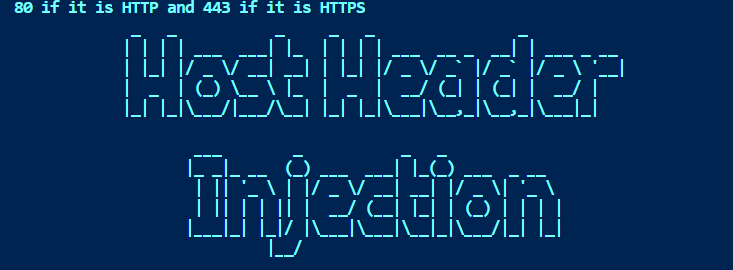 80 if it is HTTP and 443 if it is HTTPS
Host Header
Injection